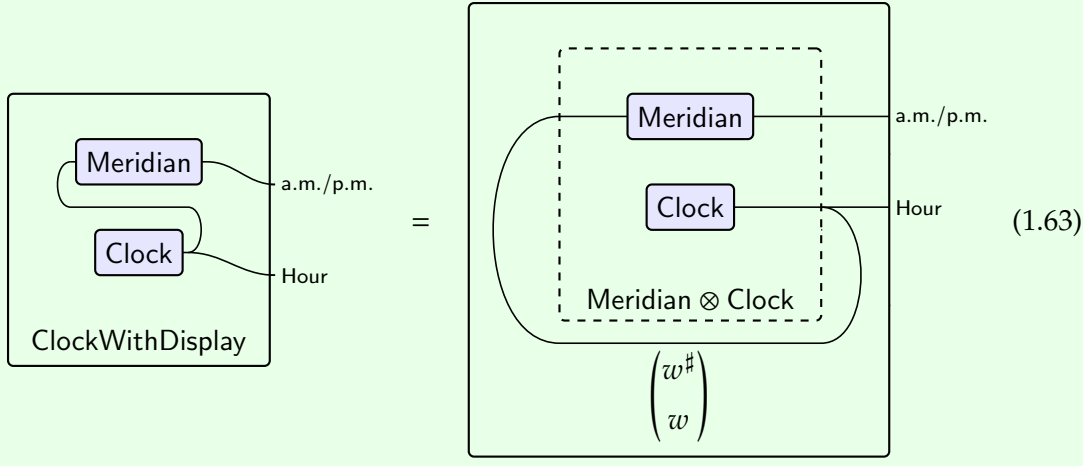 Meridian
a.m./p.m.
Clock
Hour
ClockWithDisplay
=
Meridian
a.m./p.m.
Clock
Hour
Meridian ⊗ Clock
(w♯
w)
(1.63)